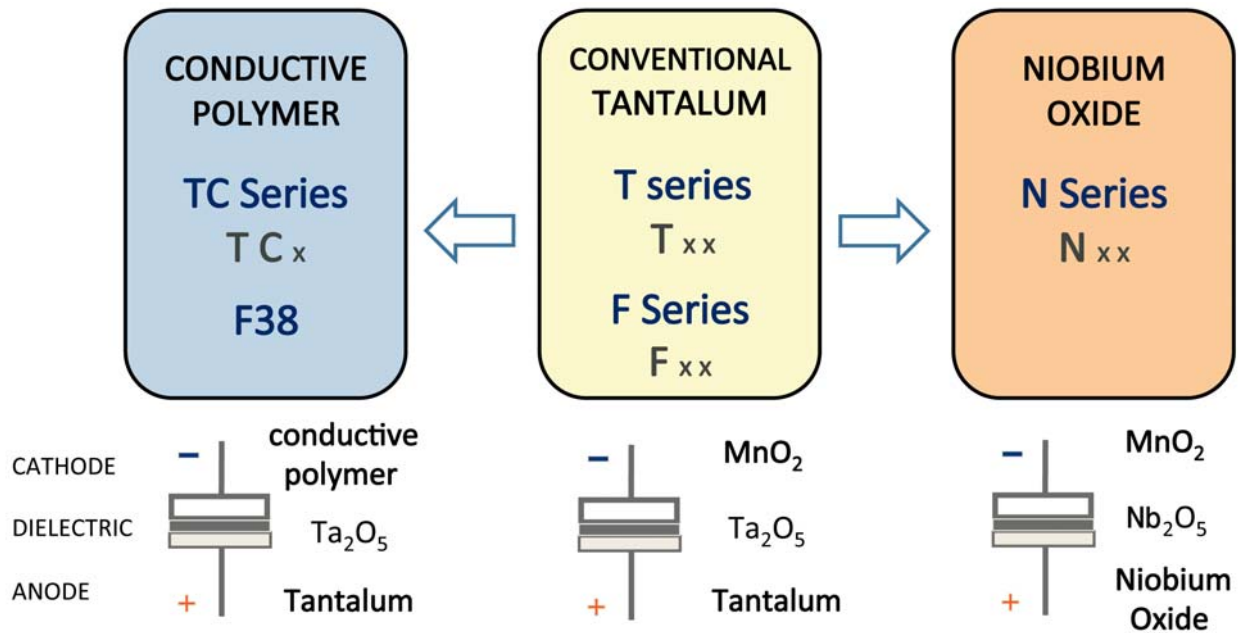 CONDUCTIVE
POLYMER
TC Series
T C x
F38
CONVENTIONAL
TANTALUM
T series
T x x
F Series
F x x
NIOBIUM
OXIDE
N Series
N x x
CATHODE
DIELECTRIC
ANODE
–
conductive
polymer
Ta₂O₅
+
Tantalum
–
MnO₂
Ta₂O₅
+
Tantalum
–
MnO₂
Nb₂O₅
+
Niobium
Oxide